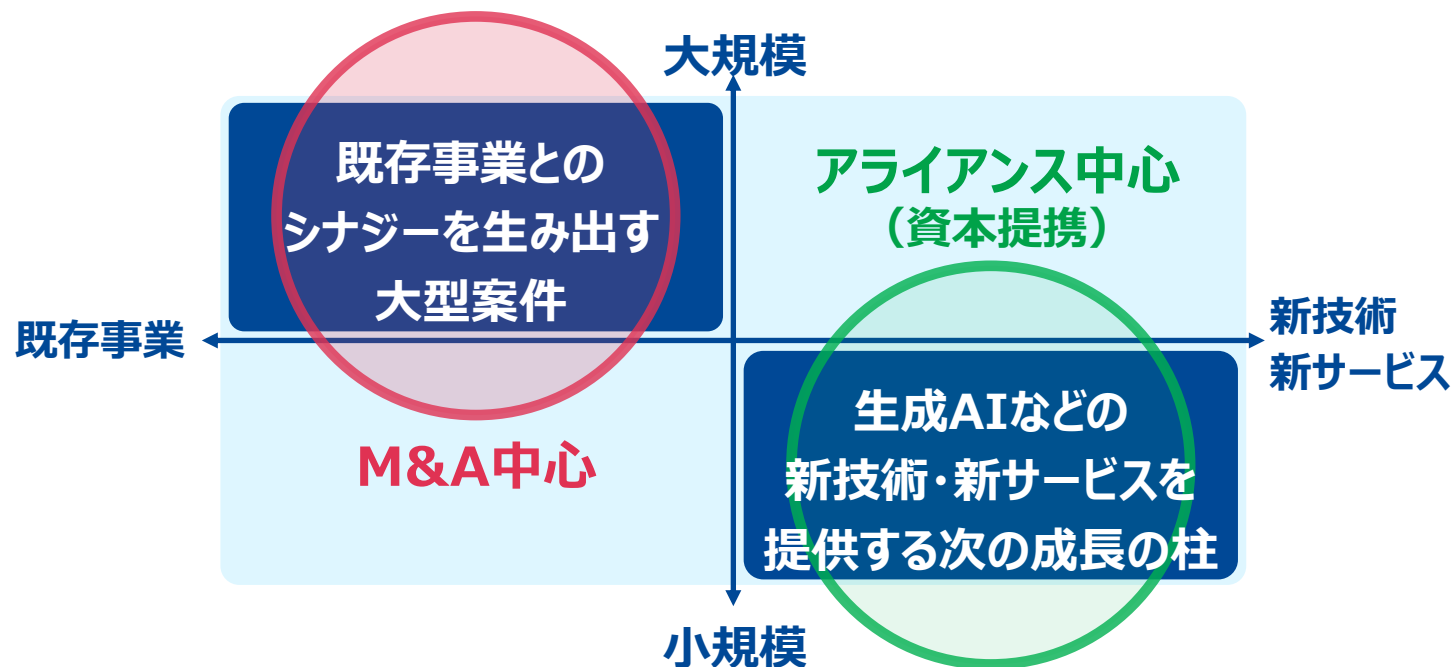 大規模
既存事業との
シナジーを生み出す
大型案件
アライアンス中心
（資本提携）
既存事業
新技術
新サービス
M&A中心
生成AIなどの
新技術・新サービスを
提供する次の成長の柱
小規模